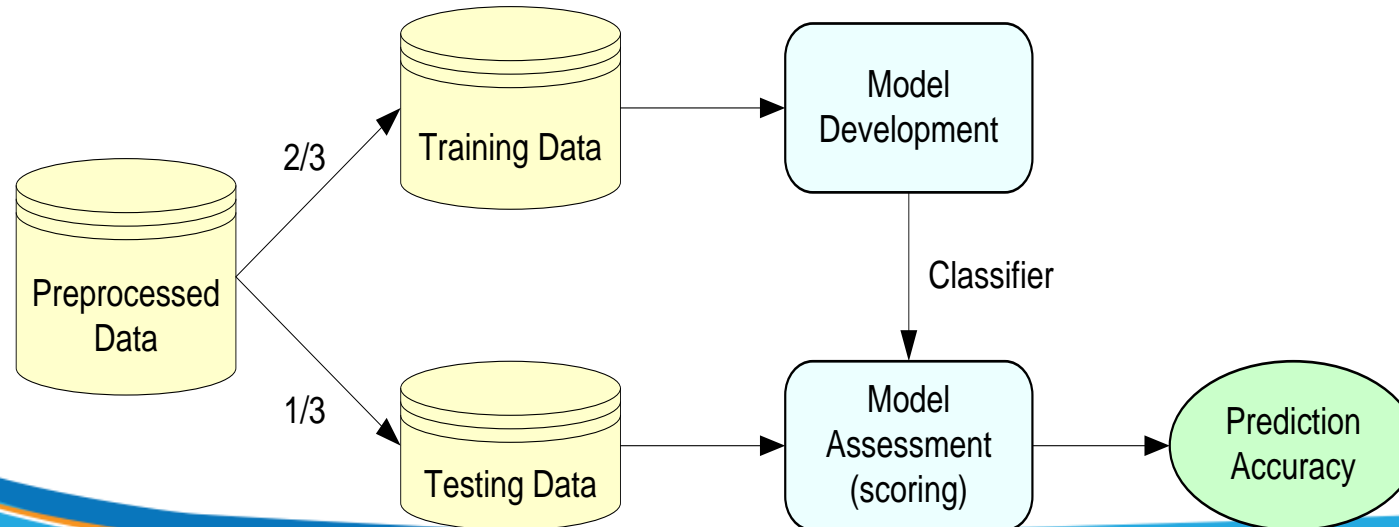 Preprocessed
Data
2/3
1/3
Training Data
Testing Data
Model
Development
Classifier
Model
Assessment
(scoring)
Prediction
Accuracy